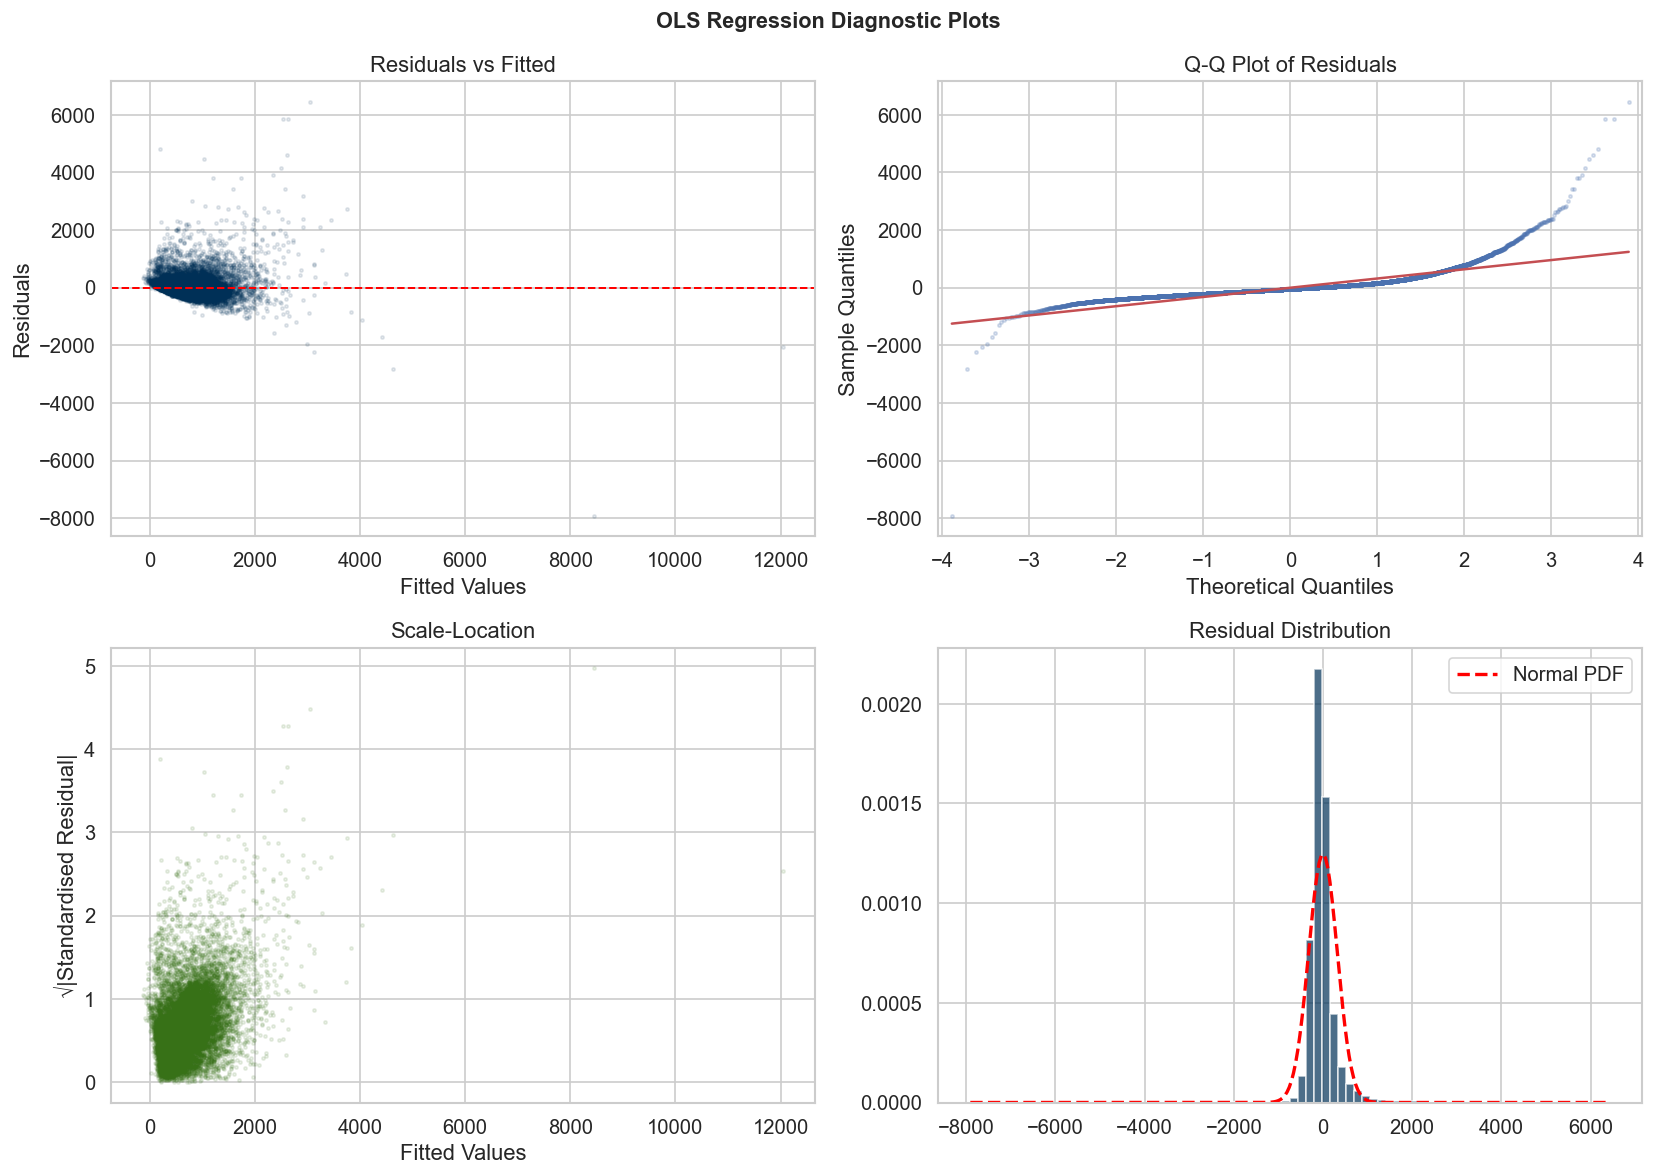 OLS Regression Diagnostic Plots
Residuals vs Fitted
Residuals
6000
4000
2000
0
−2000
−4000
−6000
−8000
0 2000 4000 6000 8000 10000 12000
Fitted Values
Q-Q Plot of Residuals
Sample Quantiles
6000
4000
2000
0
−2000
−4000
−6000
−8000
−4 −3 −2 −1 0 1 2 3 4
Theoretical Quantiles
Scale-Location
√|Standardised Residual|
5
4
3
2
1
0
0 2000 4000 6000 8000 10000 12000
Fitted Values
Residual Distribution
Normal PDF
0.0020
0.0015
0.0010
0.0005
0.0000
−8000 −6000 −4000 −2000 0 2000 4000 6000